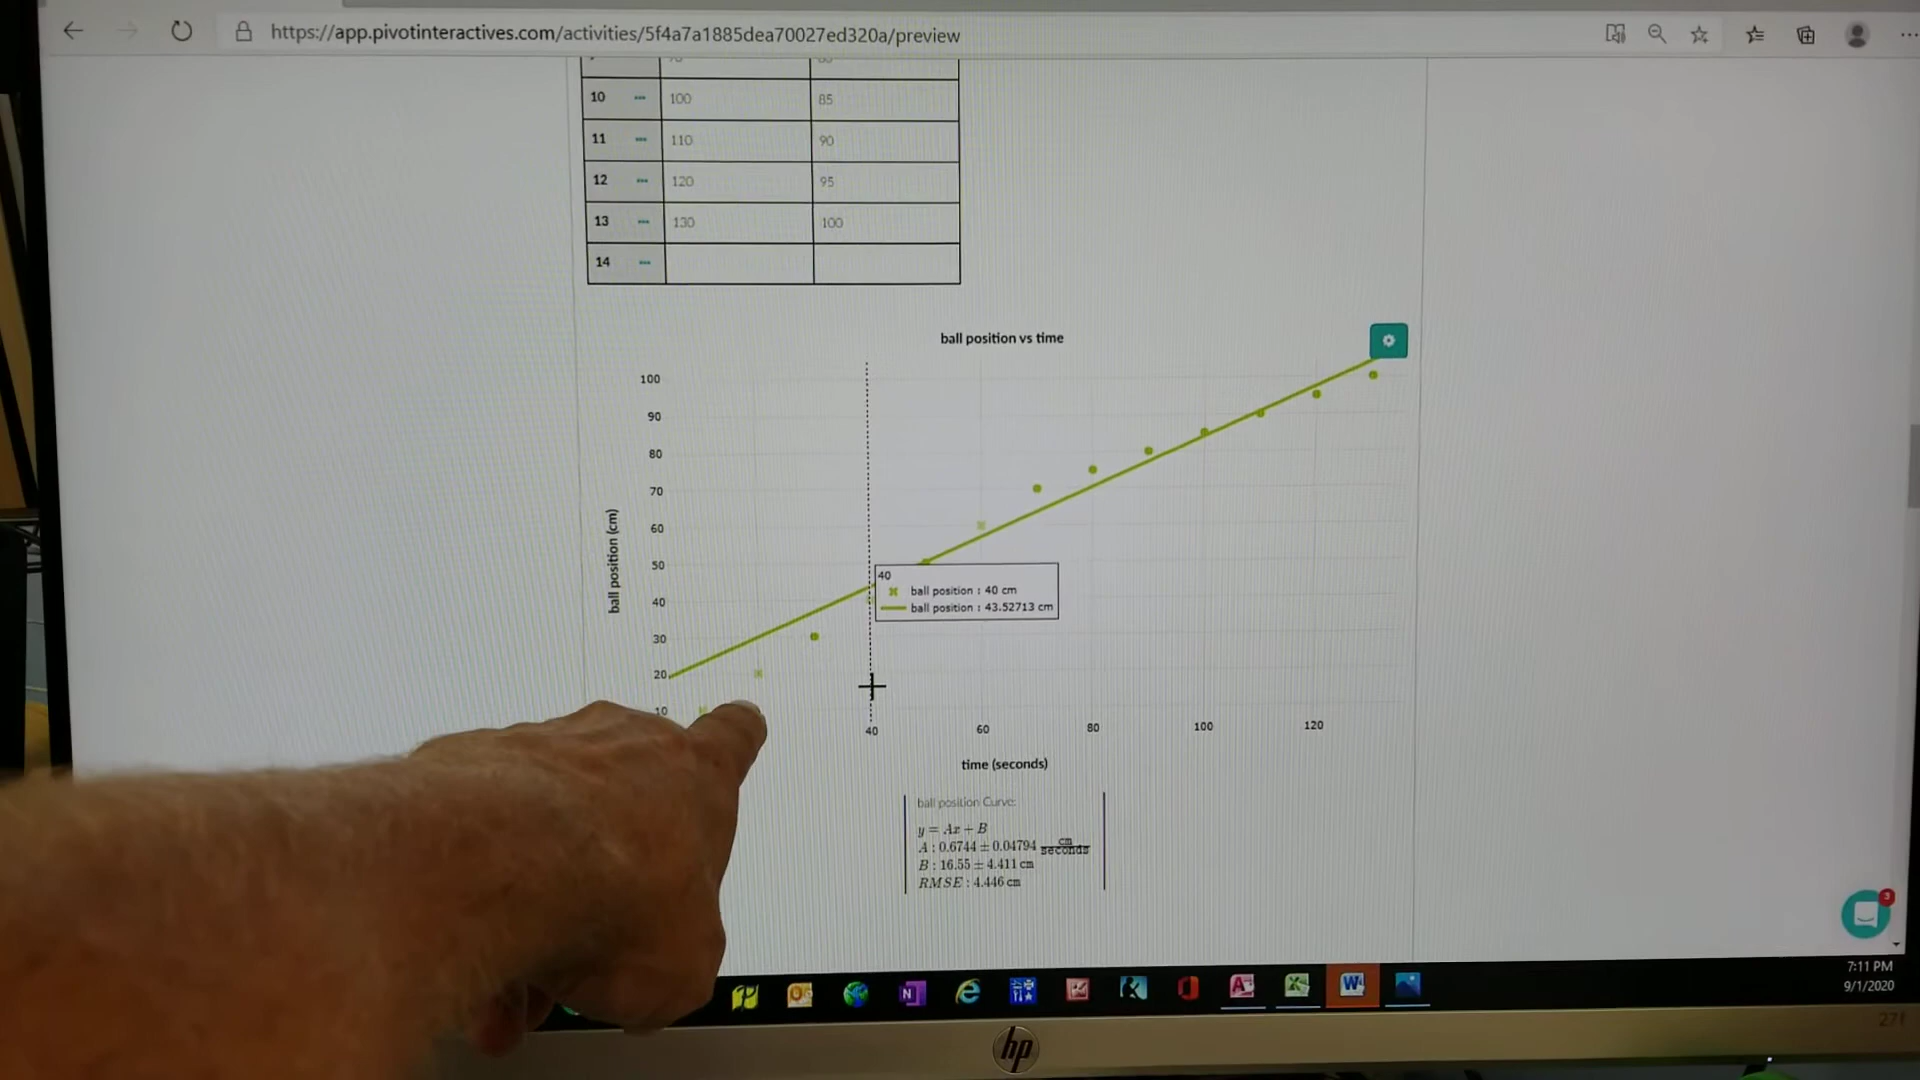 https://app.pivotinteractives.com/activities/5f4a7a1885dea70027ed320a/preview
10 100 85
11 110 90
12 120 95
13 130 100
14
ball position vs time
100
90
80
70
60
50
40
30
20
10
ball position (cm)
40
ball position : 40 cm
ball position : 43.52713 cm
40 60 80 100 120
time (seconds)
ball position Curve:
y = Ax + B
A : 0.6744 ± 0.04794 cm/seconds
B : 16.55 ± 4.411 cm
RMSE : 4.446 cm
3
7:11 PM
9/1/2020
hp